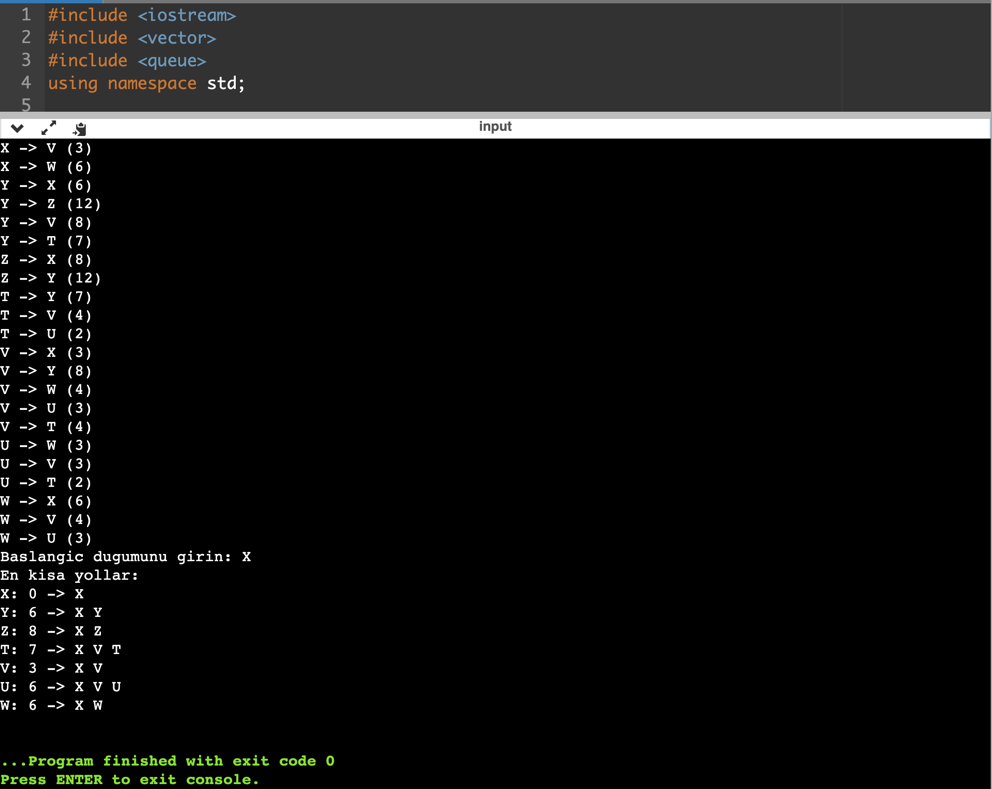 1 #include <iostream>
2 #include <vector>
3 #include <queue>
4 using namespace std;
5
input
X -> V (3)
X -> W (6)
Y -> X (6)
Y -> Z (12)
Y -> V (8)
Y -> T (7)
Z -> X (8)
Z -> Y (12)
T -> Y (7)
T -> V (4)
T -> U (2)
V -> X (3)
V -> Y (8)
V -> W (4)
V -> U (3)
V -> T (4)
U -> W (3)
U -> V (3)
U -> T (2)
W -> X (6)
W -> V (4)
W -> U (3)
Baslangic dugumunu girin: X
En kisa yollar:
X: 0 -> X
Y: 6 -> X Y
Z: 8 -> X Z
T: 7 -> X V T
V: 3 -> X V
U: 6 -> X V U
W: 6 -> X W
...Program finished with exit code 0
Press ENTER to exit console.